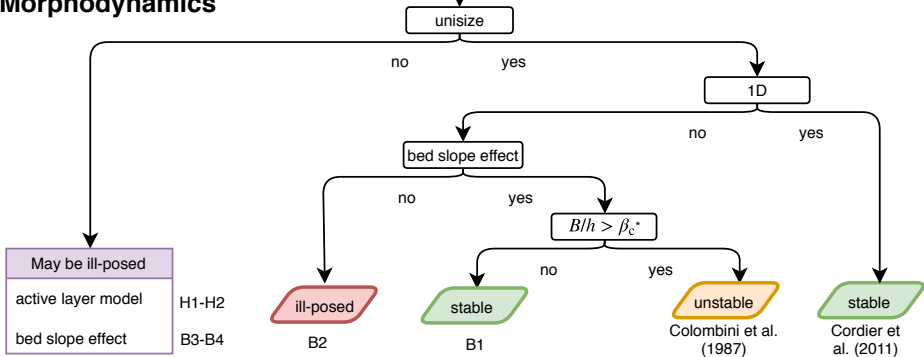 Morphodynamics
unisize
no
yes
1D
no
yes
bed slope effect
no
yes
B/h > βc*
no
yes
May be ill-posed
active layer model
H1-H2
bed slope effect
B3-B4
ill-posed
B2
stable
B1
unstable
Colombini et al.
(1987)
stable
Cordier et
al. (2011)